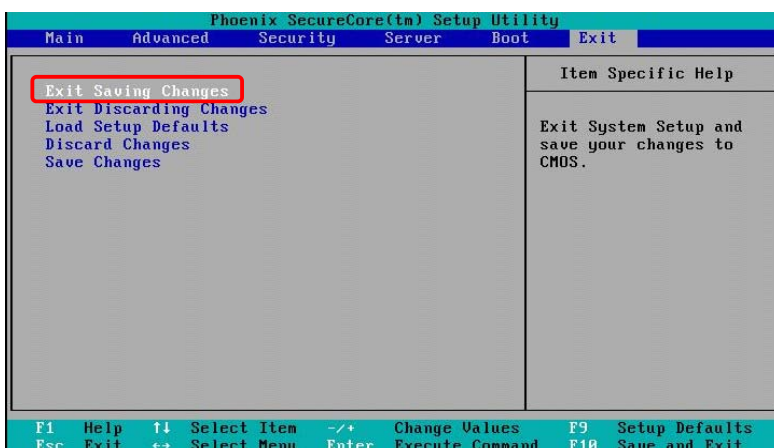 Phoenix SecureCore(tm) Setup Utility
Main Advanced Security Server Boot Exit
Item Specific Help
Exit Saving Changes
Exit Discarding Changes
Load Setup Defaults
Discard Changes
Save Changes
Exit System Setup and
save your changes to
CMOS.
F1 Help ↑↓ Select Item -/+ Change Values F9 Setup Defaults
Esc Exit ↔ Select Menu Enter Execute Command F10 Save and Exit